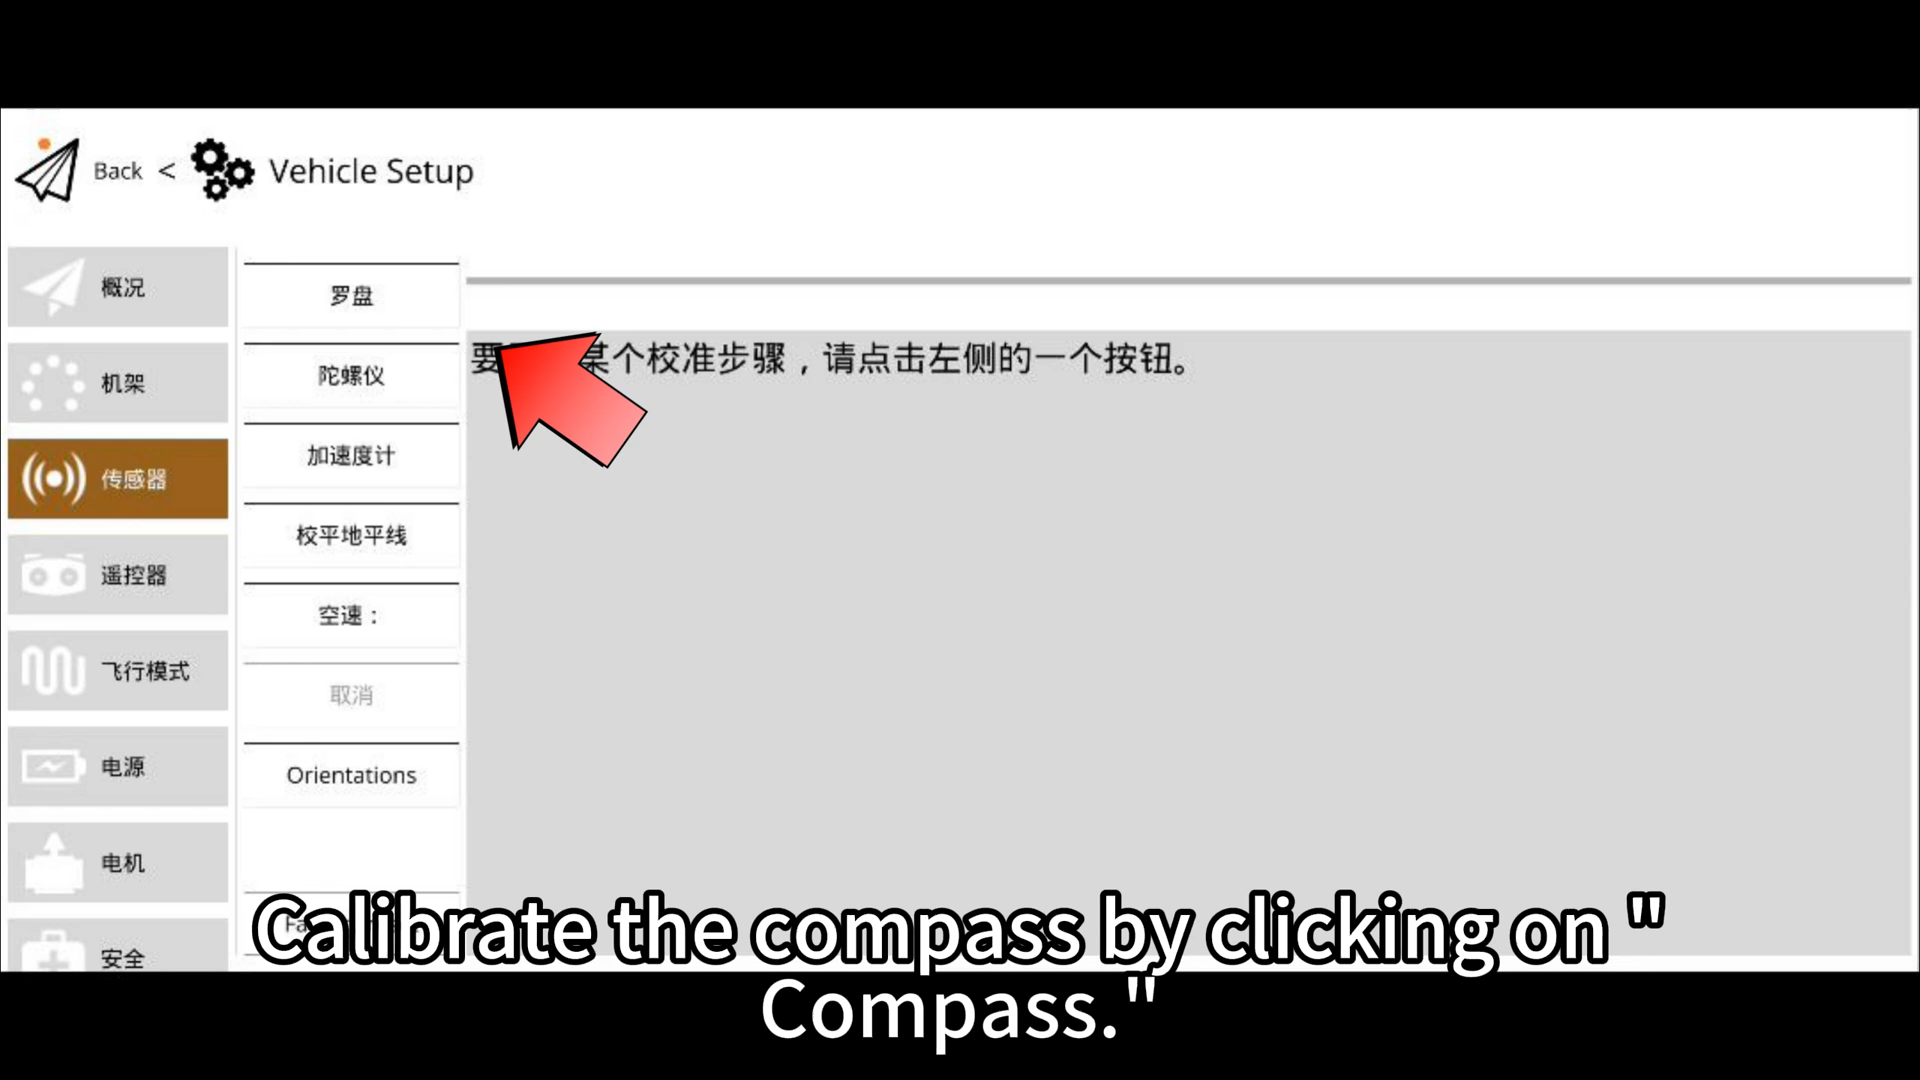 Back < Vehicle Setup
概况
机架
传感器
遥控器
飞行模式
电源
电机
安全
罗盘
陀螺仪
加速度计
校平地平线
空速：
取消
Orientations
要 某个校准步骤，请点击左侧的一个按钮。
Calibrate the compass by clicking on "
Compass."